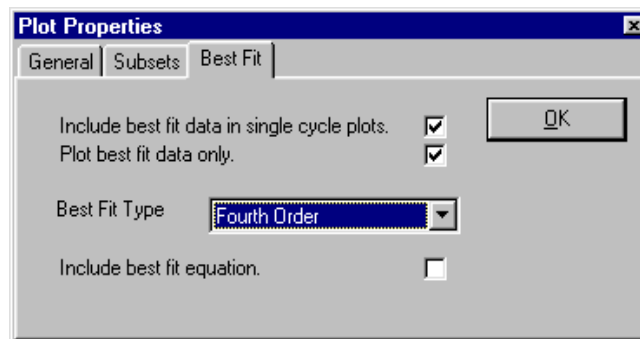 Plot Properties
General Subsets Best Fit
Include best fit data in single cycle plots.
OK
Plot best fit data only.
Best Fit Type Fourth Order
Include best fit equation.